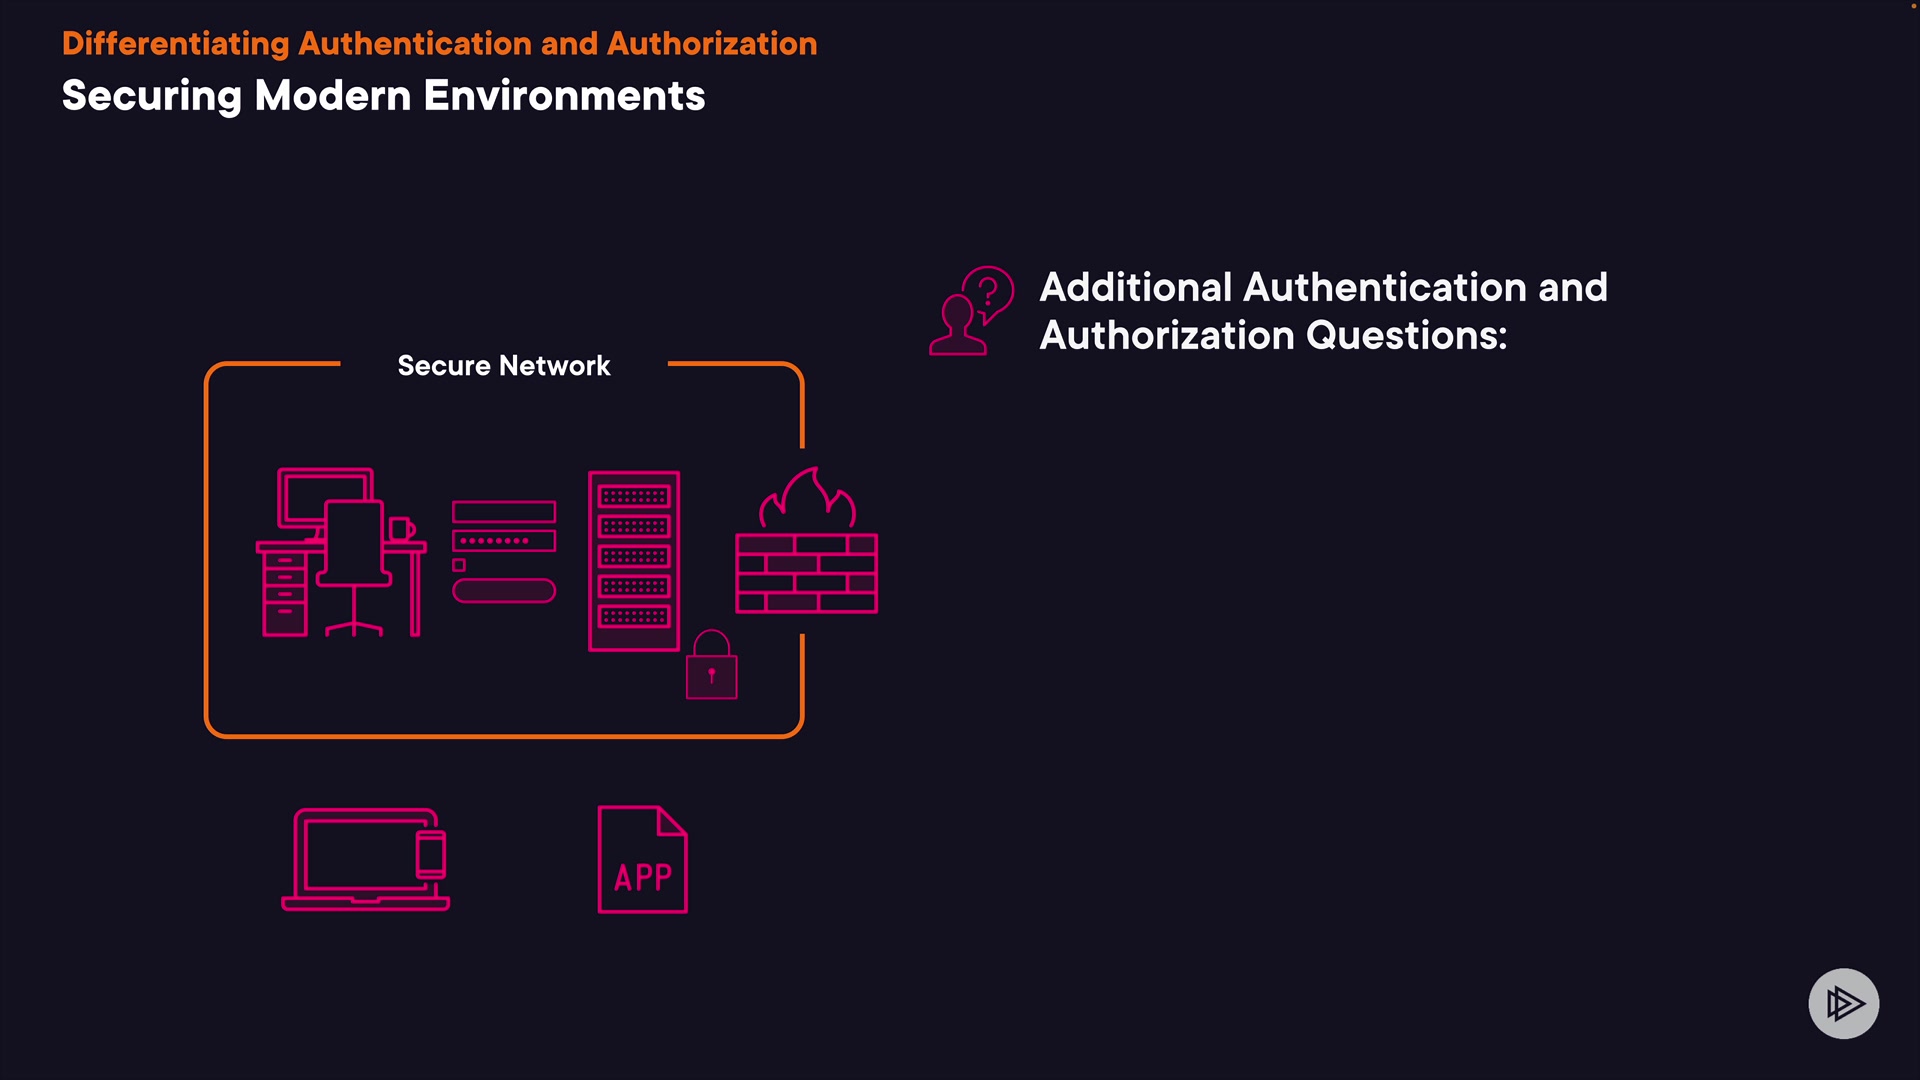 Differentiating Authentication and Authorization
Securing Modern Environments
Additional Authentication and
Authorization Questions:
Secure Network
APP